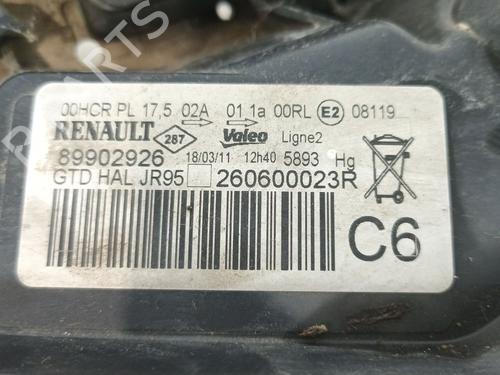 00HCR PL 17,5 02A 01 1a 00RL E2 08119
RENAULT 287 Valeo Ligne2
89902926 18/03/11 12h40 5893 Hg
GTD HAL JR95 260600023R
C6
B-PARTS